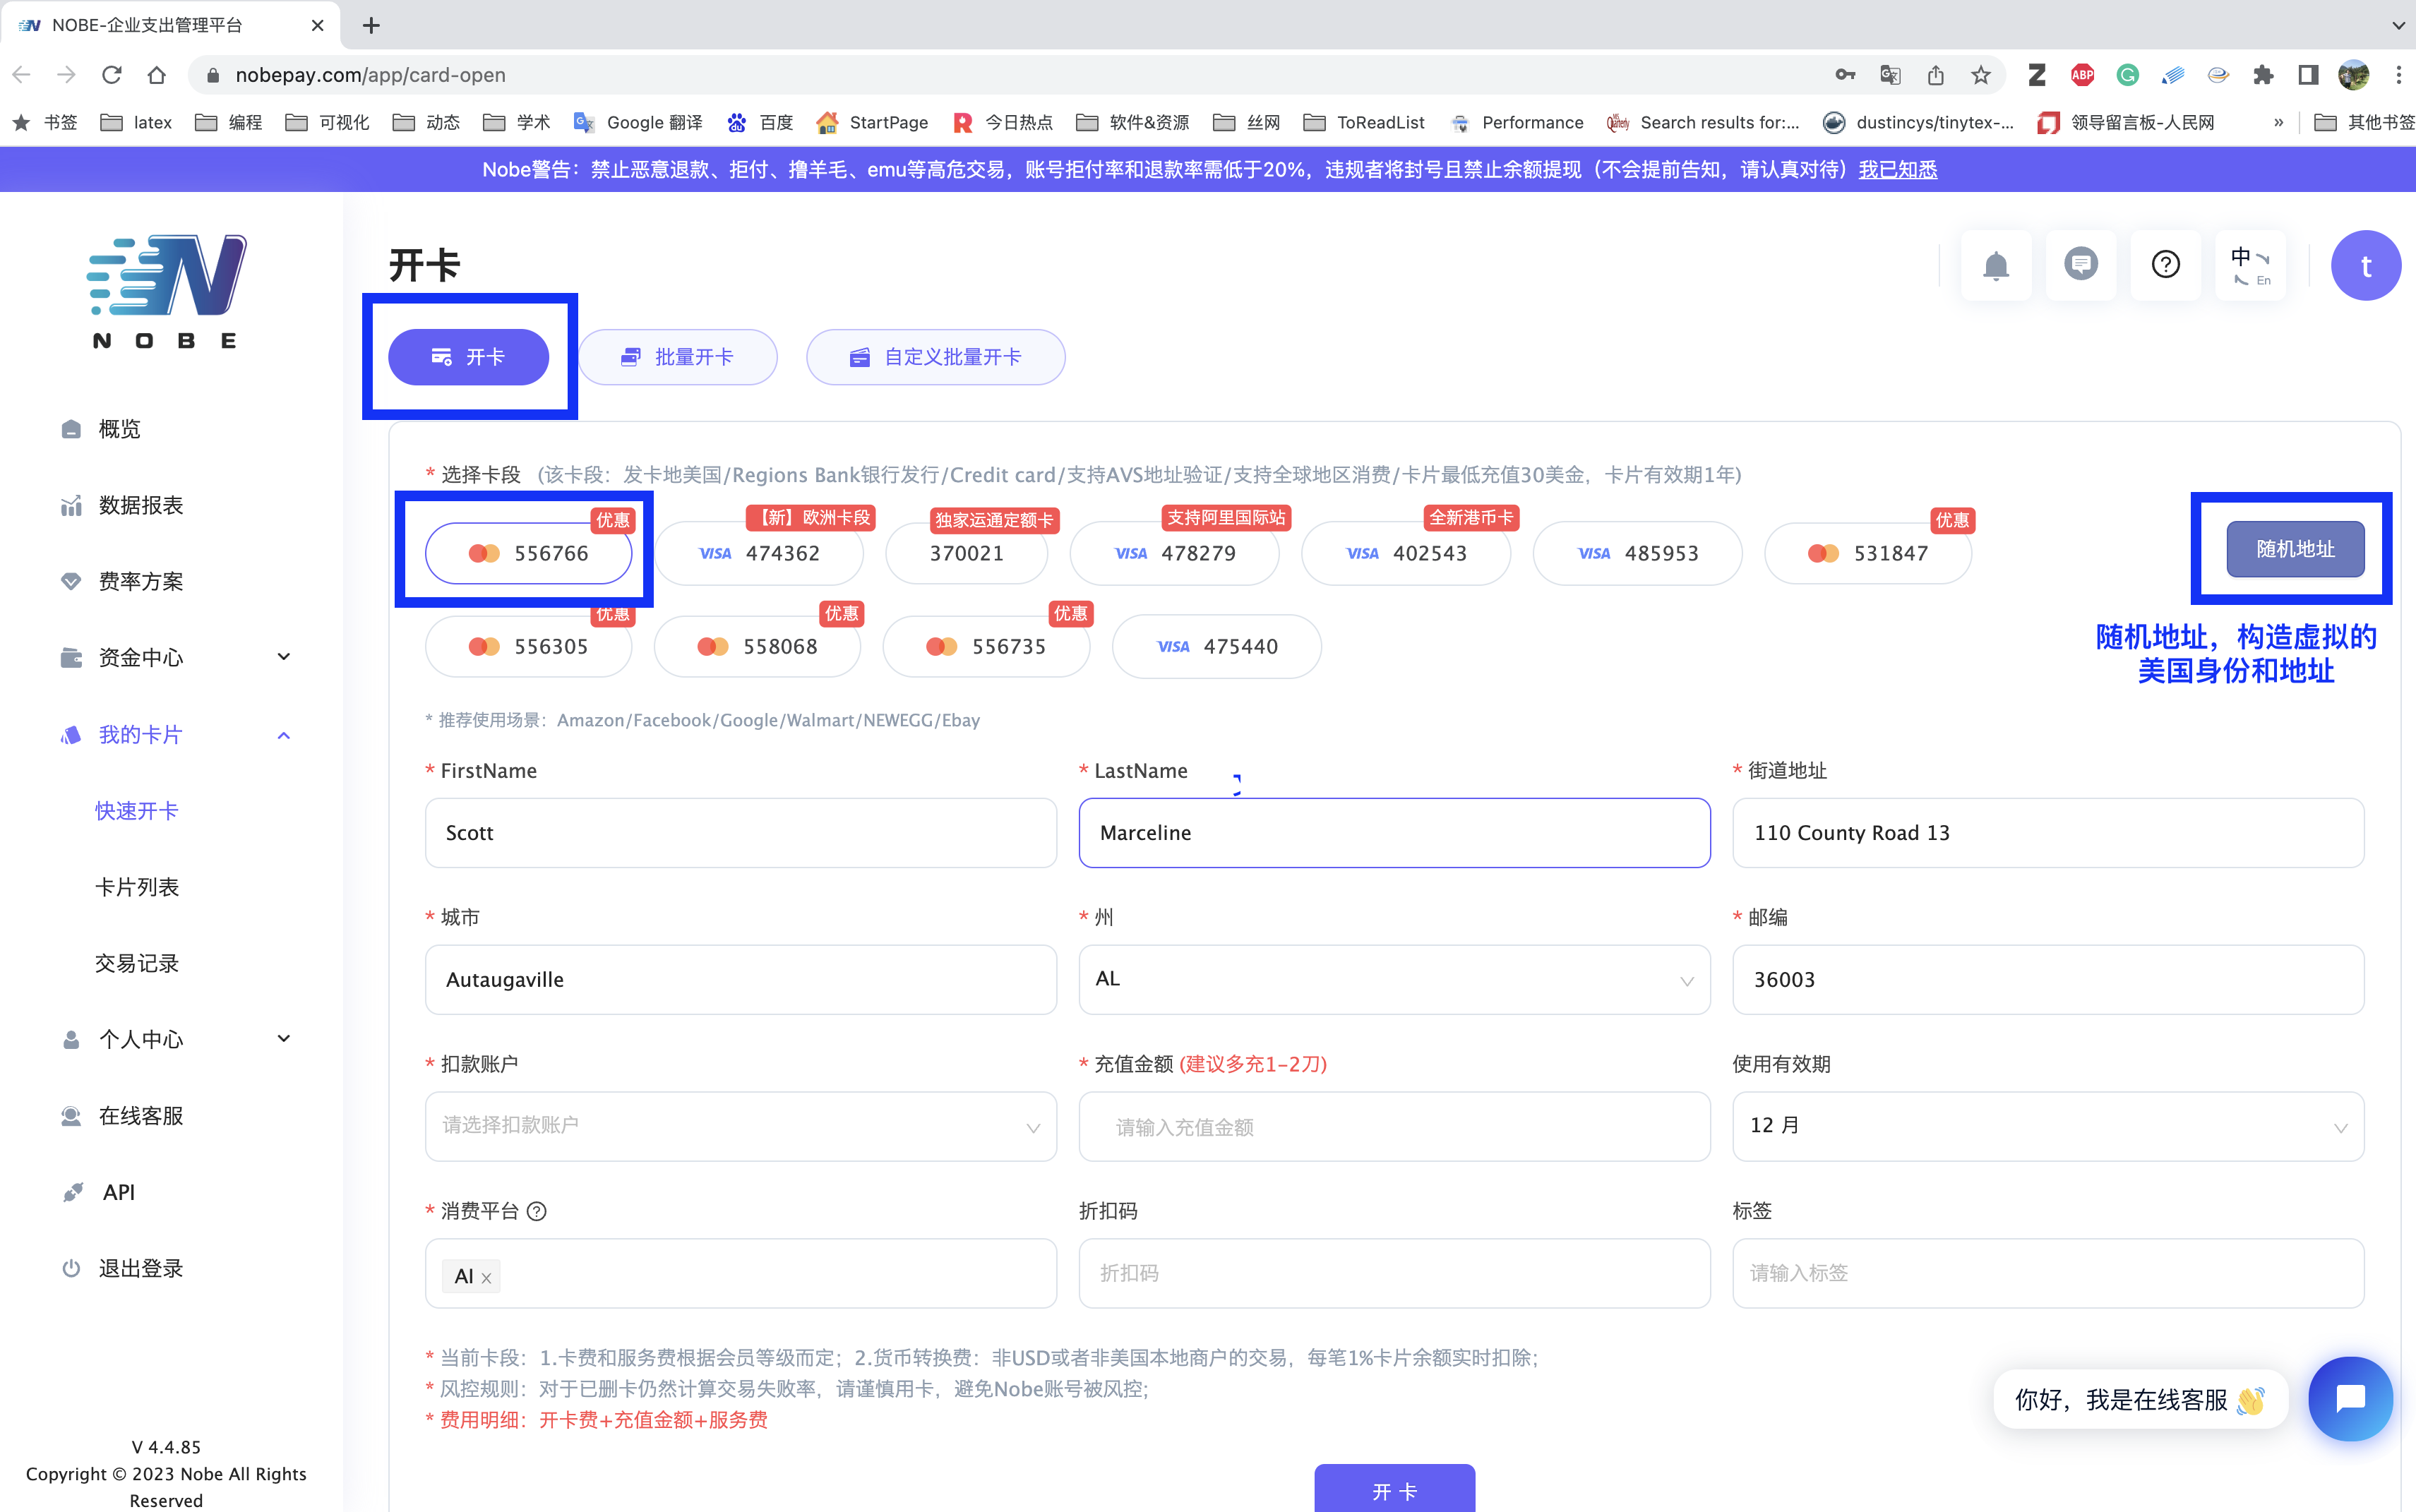 NOBE-企业支出管理平台
nobepay.com/app/card-open
ABP
书签
latex
编程
可视化
动态
学术
Google 翻译
百度
StartPage
今日热点
软件&资源
丝网
ToReadList
Performance
Search results for:...
dustincys/tinytex-...
领导留言板-人民网
»
其他书签
Nobe警告：禁止恶意退款、拒付、撸羊毛、emu等高危交易，账号拒付率和退款率需低于20%，违规者将封号且禁止余额提现（不会提前告知，请认真对待）我已知悉
NOBE
概览
数据报表
费率方案
资金中心
我的卡片
快速开卡
卡片列表
交易记录
个人中心
在线客服
API
退出登录
V 4.4.85
Copyright © 2023 Nobe All Rights
Reserved
开卡
中
En
t
开卡
批量开卡
自定义批量开卡
* 选择卡段 （该卡段：发卡地美国/Regions Bank银行发行/Credit card/支持AVS地址验证/支持全球地区消费/卡片最低充值30美金，卡片有效期1年)
优惠
556766
【新】欧洲卡段
VISA 474362
独家运通定额卡
370021
支持阿里国际站
VISA 478279
全新港币卡
VISA 402543
VISA 485953
优惠
531847
随机地址
优惠
556305
优惠
558068
优惠
556735
VISA 475440
随机地址，构造虚拟的
美国身份和地址
* 推荐使用场景：Amazon/Facebook/Google/Walmart/NEWEGG/Ebay
* FirstName
Scott
* LastName
Marceline
* 街道地址
110 County Road 13
* 城市
Autaugaville
* 州
AL
* 邮编
36003
* 扣款账户
请选择扣款账户
* 充值金额 (建议多充1-2刀)
请输入充值金额
使用有效期
12 月
* 消费平台
AI ×
折扣码
折扣码
标签
请输入标签
* 当前卡段：1.卡费和服务费根据会员等级而定；2.货币转换费：非USD或者非美国本地商户的交易，每笔1%卡片余额实时扣除；
* 风控规则：对于已删卡仍然计算交易失败率，请谨慎用卡，避免Nobe账号被风控；
* 费用明细：开卡费+充值金额+服务费
你好，我是在线客服 👋
开 卡